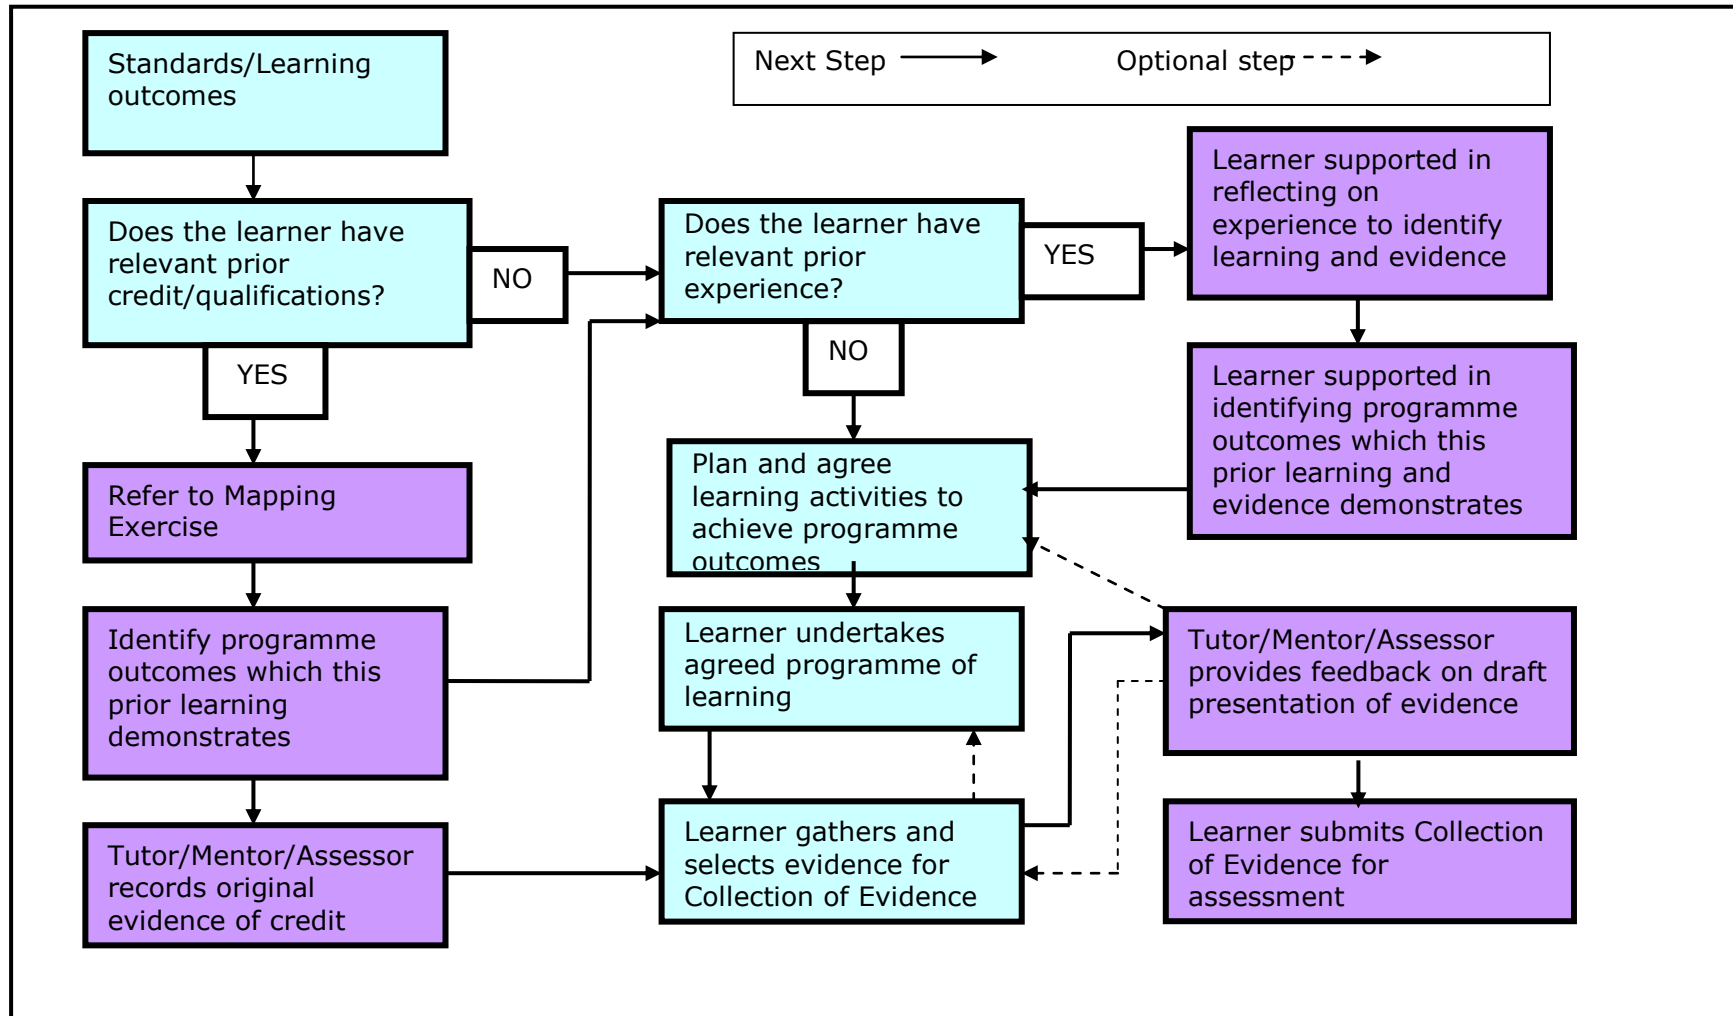 Standards/Learning
outcomes
Next Step
Optional step
Does the learner have
relevant prior
credit/qualifications?
NO
YES
Does the learner have
relevant prior
experience?
YES
NO
Learner supported in
reflecting on
experience to identify
learning and evidence
Learner supported in
identifying programme
outcomes which this
prior learning and
evidence demonstrates
Refer to Mapping
Exercise
Plan and agree
learning activities to
achieve programme
outcomes
Identify programme
outcomes which this
prior learning
demonstrates
Learner undertakes
agreed programme of
learning
Tutor/Mentor/Assessor
provides feedback on draft
presentation of evidence
Tutor/Mentor/Assessor
records original
evidence of credit
Learner gathers and
selects evidence for
Collection of Evidence
Learner submits Collection
of Evidence for
assessment